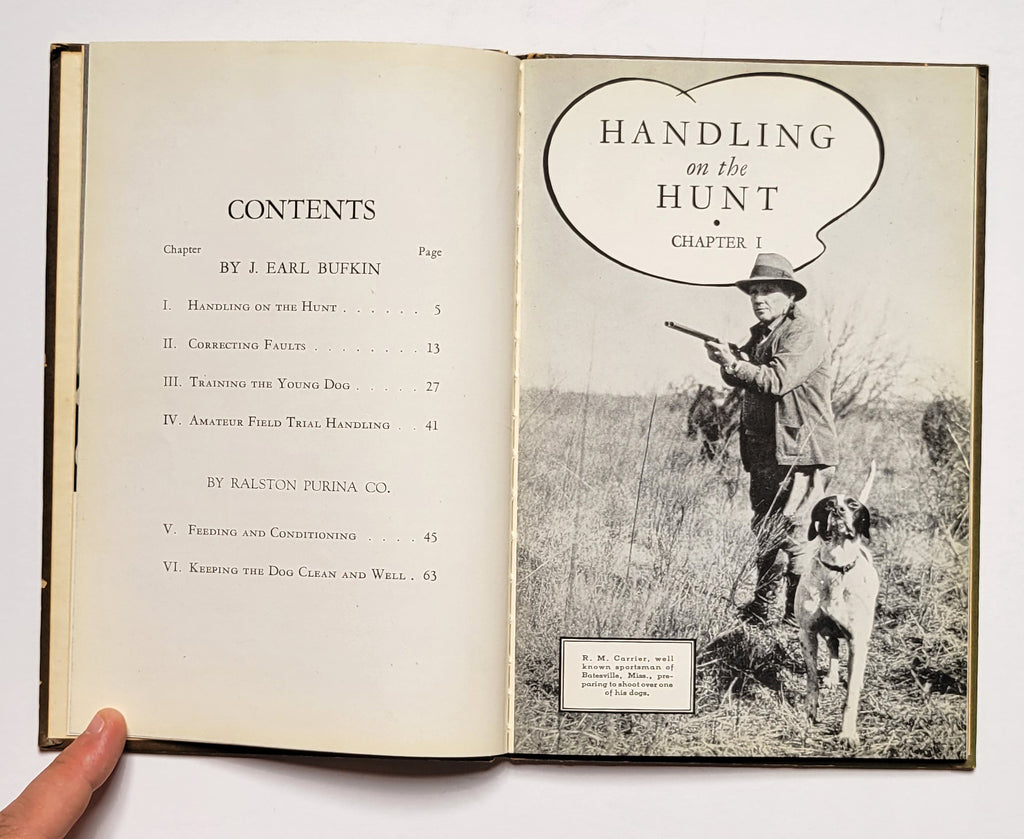 CONTENTS
Chapter Page
BY J. EARL BUFKIN
I. Handling on the Hunt . . . . . . 5
II. Correcting Faults . . . . . . . . 13
III. Training the Young Dog . . . . . 27
IV. Amateur Field Trial Handling . . 41
BY RALSTON PURINA CO.
V. Feeding and Conditioning . . . . 45
VI. Keeping the Dog Clean and Well . 63
HANDLING
on the
HUNT
•
CHAPTER I
R. M. Carrier, well
known sportsman of
Batesville, Miss., pre-
paring to shoot over one
of his dogs.